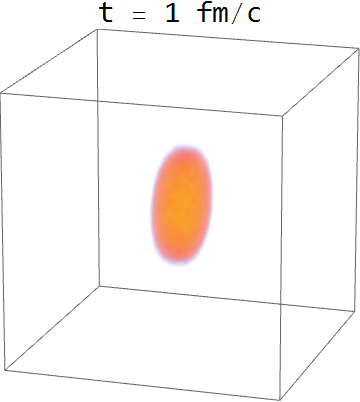 t = 1 fm/c